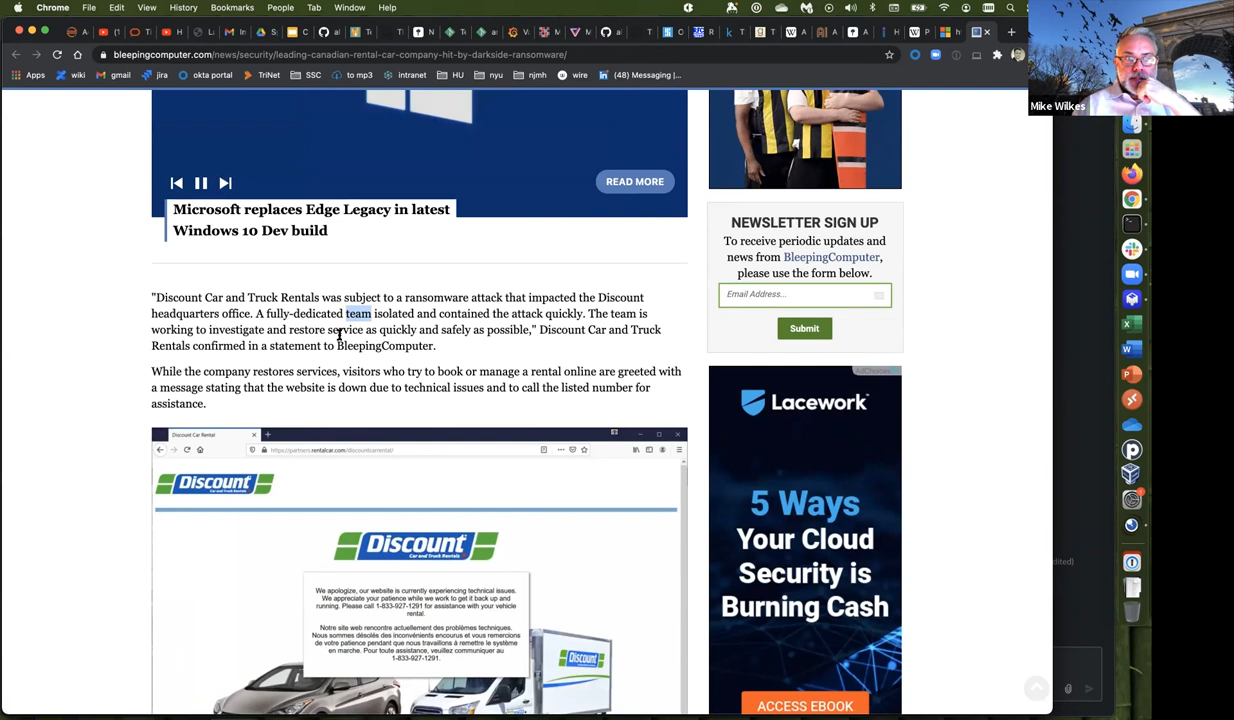 Chrome File Edit View History Bookmarks People Tab Window Help
bleepingcomputer.com/news/security/leading-canadian-rental-car-company-hit-by-darkside-ransomware/
Apps wiki gmail jira okta portal TriNet SSC to mp3 intranet HU nyu njmh wire (48) Messaging |...
Mike Wilkes
READ MORE
Microsoft replaces Edge Legacy in latest
Windows 10 Dev build
"Discount Car and Truck Rentals was subject to a ransomware attack that impacted the Discount
headquarters office. A fully-dedicated team isolated and contained the attack quickly. The team is
working to investigate and restore service as quickly and safely as possible," Discount Car and Truck
Rentals confirmed in a statement to BleepingComputer.
While the company restores services, visitors who try to book or manage a rental online are greeted with
a message stating that the website is down due to technical issues and to call the listed number for
assistance.
Discount Car Rental
https://partners.rentalcar.com/discountcarrental/
Discount
Car and Truck Rentals
Discount
Car and Truck Rentals
We apologize, our website is currently experiencing technical issues.
We appreciate your patience while we work to get it back up and
running. Please call 1-833-927-1291 for assistance with your vehicle
rental.
Notre site web rencontre actuellement des problèmes techniques.
Nous sommes désolés des inconvénients encourus et vous remercions
de votre patience pendant que nous travaillons à remettre le système
en marche. Pour toute assistance, veuillez communiquer au
1-833-927-1291.
Discount
NEWSLETTER SIGN UP
To receive periodic updates and
news from BleepingComputer,
please use the form below.
Email Address...
Submit
AdChoices
Lacework
5 Ways
Your Cloud
Security is
Burning Cash
ACCESS EBOOK